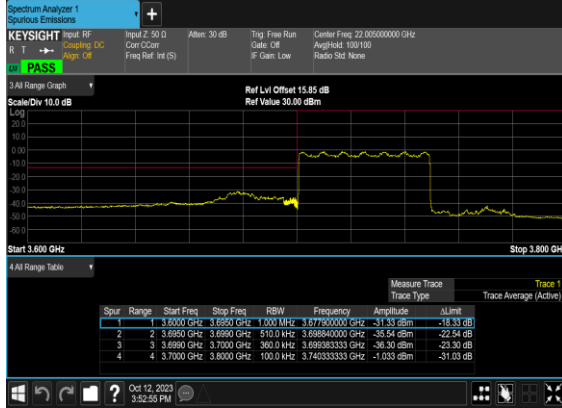 Spectrum Analyzer 1
Spurious Emissions
+
KEYSIGHT Input: RF Input Z: 50 Ω Atten: 30 dB Trig: Free Run Center Freq: 22.005000000 GHz
R T Coupling: DC Corr CCorr Gate: Off Avg|Hold: 100/100
Align: Off Freq Ref: Int (S) IF Gain: Low Radio Std: None
PASS
3 All Range Graph Ref Lvl Offset 15.85 dB
Scale/Div 10.0 dB Ref Value 30.00 dBm
Log
20.0
10.0
0.00
-10.0
-20.0
-30.0
-40.0
-50.0
-60.0
Start 3.600 GHz Stop 3.800 GH
4 All Range Table
Measure Trace Trace 1
Trace Type Trace Average (Active)
Spur Range Start Freq Stop Freq RBW Frequency Amplitude ΔLimit
1 1 3.6000 GHz 3.6950 GHz 1.000 MHz 3.677900000 GHz -31.33 dBm -18.33 dB
2 2 3.6950 GHz 3.6990 GHz 510.0 kHz 3.698840000 GHz -35.54 dBm -22.54 dB
3 3 3.6990 GHz 3.7000 GHz 360.0 kHz 3.699383333 GHz -36.30 dBm -23.30 dB
4 4 3.7000 GHz 3.8000 GHz 100.0 kHz 3.740333333 GHz -1.033 dBm -31.03 dB
? Oct 12, 2023
3:52:55 PM